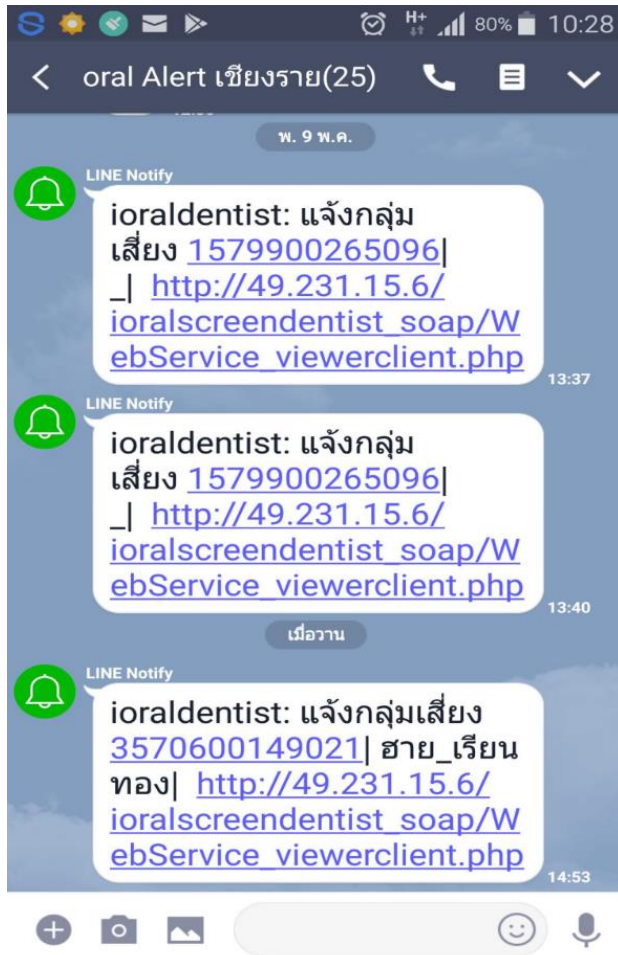 H+ 80% 10:28
oral Alert เชียงราย(25)
พ. 9 พ.ค.
LINE Notify
ioraldentist: แจ้งกลุ่ม
เสี่ยง 1579900265096|
_| http://49.231.15.6/
ioralscreendentist_soap/W
ebService_viewerclient.php
13:37
LINE Notify
ioraldentist: แจ้งกลุ่ม
เสี่ยง 1579900265096|
_| http://49.231.15.6/
ioralscreendentist_soap/W
ebService_viewerclient.php
13:40
เมื่อวาน
LINE Notify
ioraldentist: แจ้งกลุ่มเสี่ยง
3570600149021| ฮาย_เรียน
ทอง| http://49.231.15.6/
ioralscreendentist_soap/W
ebService_viewerclient.php
14:53